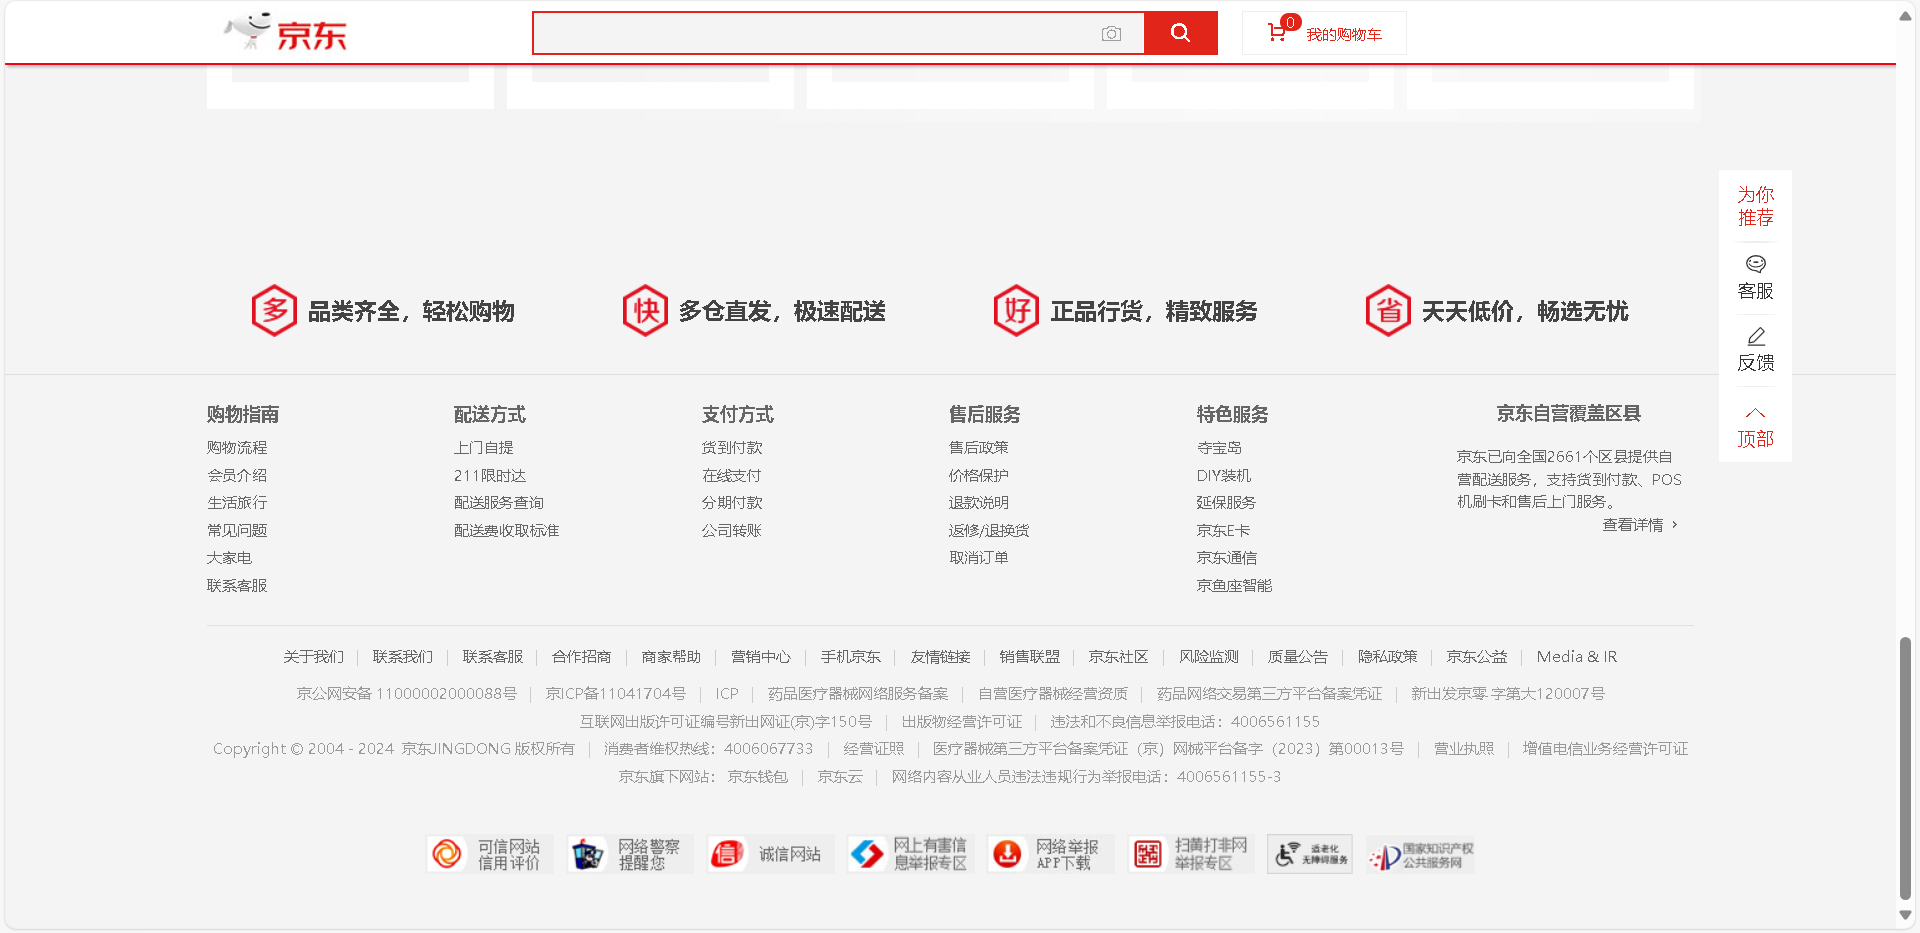 京东
0
我的购物车
为你
推荐
客服
反馈
顶部
多 品类齐全，轻松购物
快 多仓直发，极速配送
好 正品行货，精致服务
省 天天低价，畅选无忧
购物指南
购物流程
会员介绍
生活旅行
常见问题
大家电
联系客服
配送方式
上门自提
211限时达
配送服务查询
配送费收取标准
支付方式
货到付款
在线支付
分期付款
公司转账
售后服务
售后政策
价格保护
退款说明
返修/退换货
取消订单
特色服务
夺宝岛
DIY装机
延保服务
京东E卡
京东通信
京鱼座智能
京东自营覆盖区县
京东已向全国2661个区县提供自
营配送服务，支持货到付款、POS
机刷卡和售后上门服务。
查看详情 >
关于我们 | 联系我们 | 联系客服 | 合作招商 | 商家帮助 | 营销中心 | 手机京东 | 友情链接 | 销售联盟 | 京东社区 | 风险监测 | 质量公告 | 隐私政策 | 京东公益 | Media & IR
京公网安备 11000002000088号 | 京ICP备11041704号 | ICP | 药品医疗器械网络服务备案 | 自营医疗器械经营资质 | 药品网络交易第三方平台备案凭证 | 新出发京零 字第大120007号
互联网出版许可证编号新出网证(京)字150号 | 出版物经营许可证 | 违法和不良信息举报电话：4006561155
Copyright © 2004 - 2024 京东JINGDONG 版权所有 | 消费者维权热线：4006067733 | 经营证照 | 医疗器械第三方平台备案凭证（京）网械平台备字（2023）第00013号 | 营业执照 | 增值电信业务经营许可证
京东旗下网站： 京东钱包 | 京东云 | 网络内容从业人员违法违规行为举报电话：4006561155-3
可信网站
信用评价
网络警察
提醒您
信 诚信网站
网上有害信
息举报专区
网络举报
APP下载
扫黄打非网
举报专区
适老化
无障碍服务
国家知识产权
公共服务网